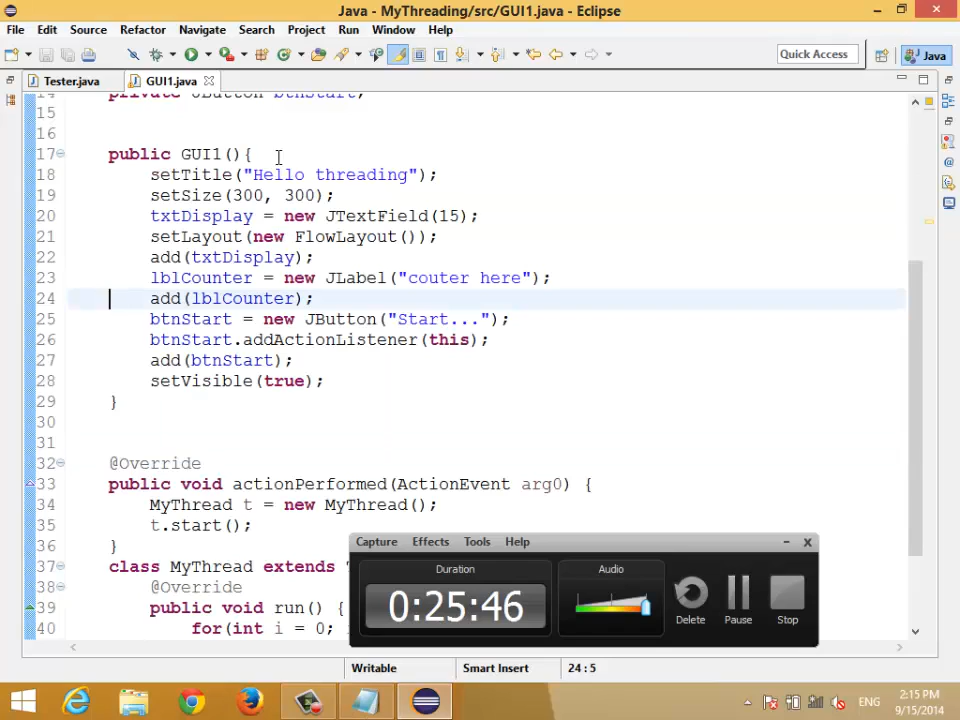 Java - MyThreading/src/GUI1.java - Eclipse
File Edit Source Refactor Navigate Search Project Run Window Help
Quick Access Java
Tester.java GUI1.java
14 private JButton btnStart;
15
16
17 public GUI1(){
18 setTitle("Hello threading");
19 setSize(300, 300);
20 txtDisplay = new JTextField(15);
21 setLayout(new FlowLayout());
22 add(txtDisplay);
23 lblCounter = new JLabel("couter here");
24 add(lblCounter);
25 btnStart = new JButton("Start...");
26 btnStart.addActionListener(this);
27 add(btnStart);
28 setVisible(true);
29 }
30
31
32 @Override
33 public void actionPerformed(ActionEvent arg0) {
34 MyThread t = new MyThread();
35 t.start();
36 }
37 class MyThread extends
38 @Override
39 public void run() {
40 for(int i = 0;
Capture Effects Tools Help
Duration
0:25:46
Audio
Delete Pause Stop
Writable Smart Insert 24:5
ENG
2:15 PM
9/15/2014